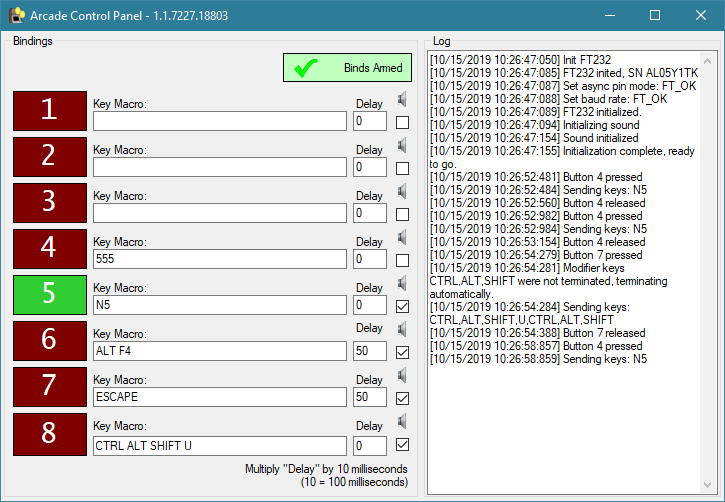 Arcade Control Panel - 1.1.7227.18803
Bindings
Binds Armed
1
Key Macro:
Delay
0
2
Key Macro:
Delay
0
3
Key Macro:
Delay
0
4
Key Macro:
Delay
555
0
5
Key Macro:
Delay
N5
0
6
Key Macro:
Delay
ALT F4
50
7
Key Macro:
Delay
ESCAPE
50
8
Key Macro:
Delay
CTRL ALT SHIFT U
0
Multiply "Delay" by 10 milliseconds
(10 = 100 milliseconds)
Log
[10/15/2019 10:26:47:050] Init FT232
[10/15/2019 10:26:47:085] FT232 inited, SN AL05Y1TK
[10/15/2019 10:26:47:087] Set async pin mode: FT_OK
[10/15/2019 10:26:47:088] Set baud rate: FT_OK
[10/15/2019 10:26:47:089] FT232 initialized.
[10/15/2019 10:26:47:094] Initializing sound
[10/15/2019 10:26:47:154] Sound initialized
[10/15/2019 10:26:47:155] Initialization complete, ready
to go.
[10/15/2019 10:26:52:481] Button 4 pressed
[10/15/2019 10:26:52:484] Sending keys: N5
[10/15/2019 10:26:52:560] Button 4 released
[10/15/2019 10:26:52:982] Button 4 pressed
[10/15/2019 10:26:52:984] Sending keys: N5
[10/15/2019 10:26:53:154] Button 4 released
[10/15/2019 10:26:54:279] Button 7 pressed
[10/15/2019 10:26:54:281] Modifier keys
CTRL,ALT,SHIFT were not terminated, terminating
automatically.
[10/15/2019 10:26:54:284] Sending keys:
CTRL,ALT,SHIFT,U,CTRL,ALT,SHIFT
[10/15/2019 10:26:54:388] Button 7 released
[10/15/2019 10:26:58:857] Button 4 pressed
[10/15/2019 10:26:58:859] Sending keys: N5